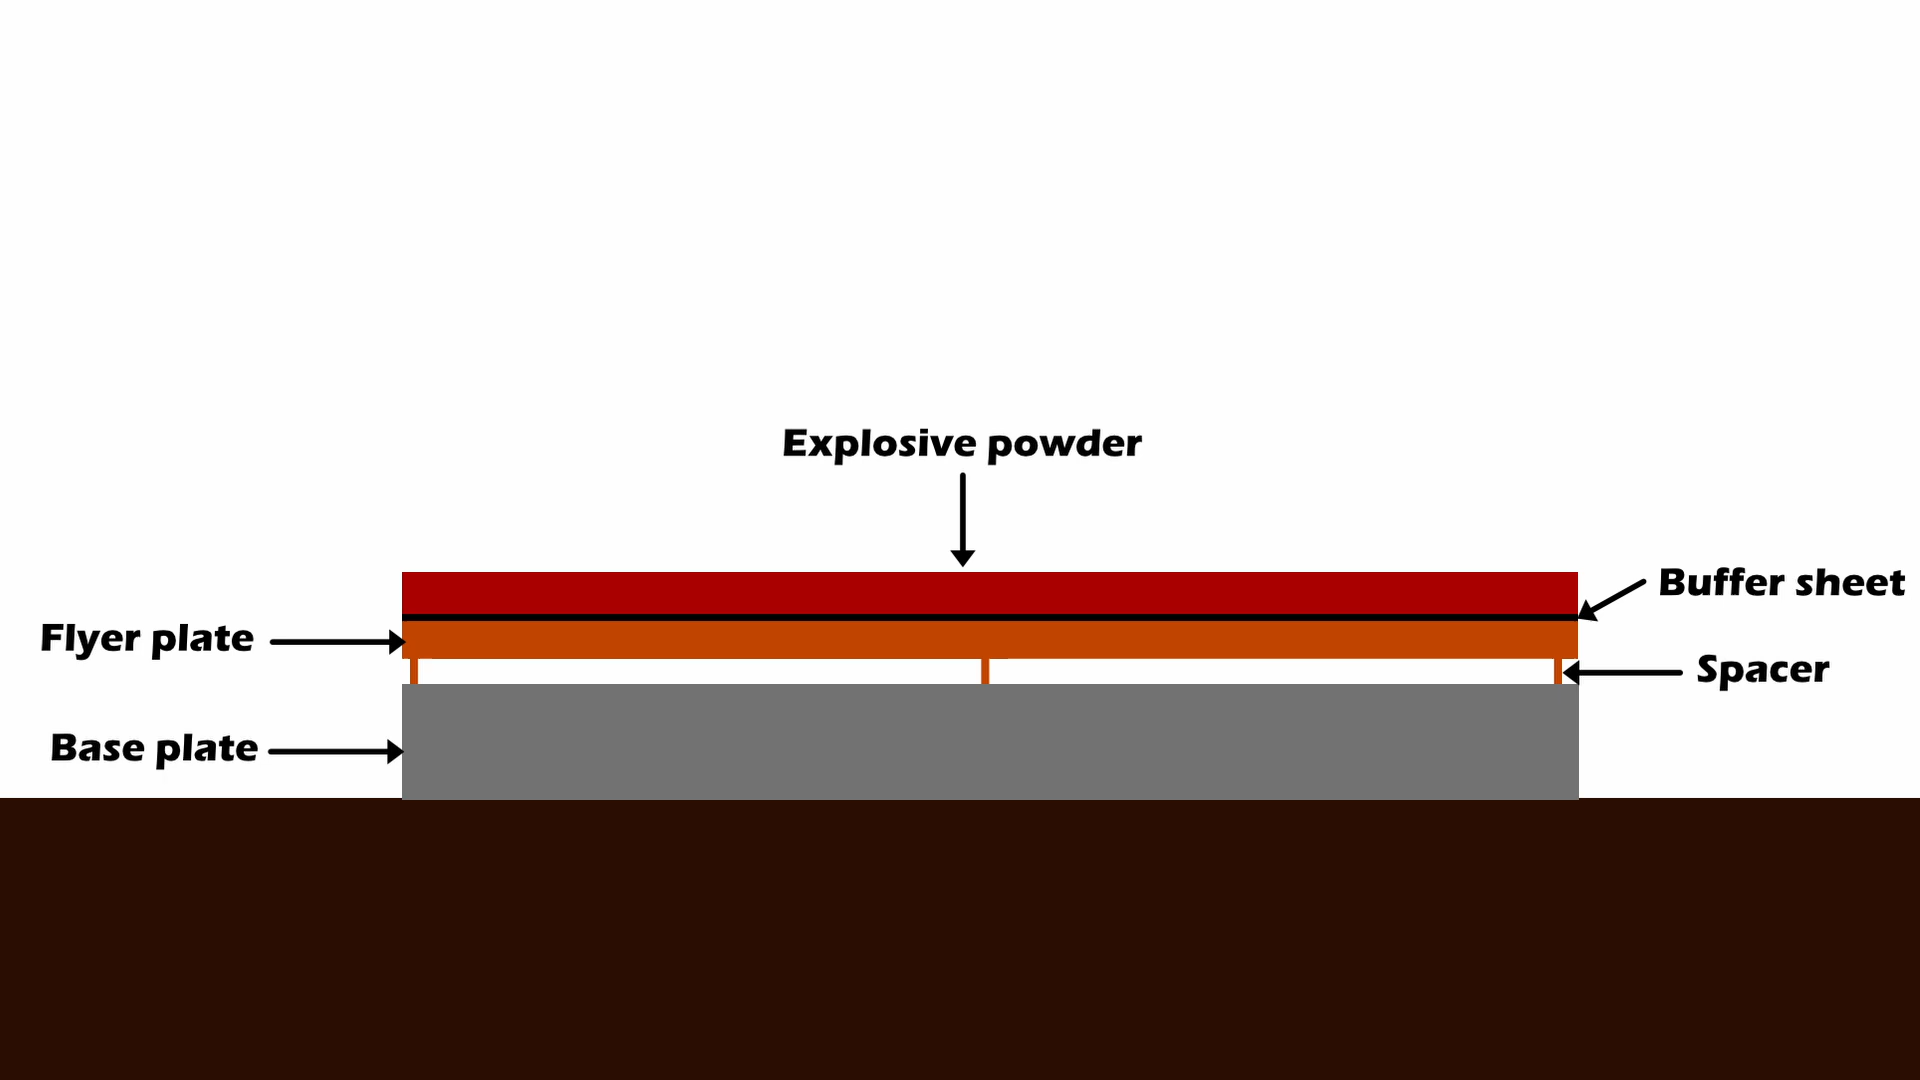 Explosive powder
Buffer sheet
Flyer plate
Spacer
Base plate